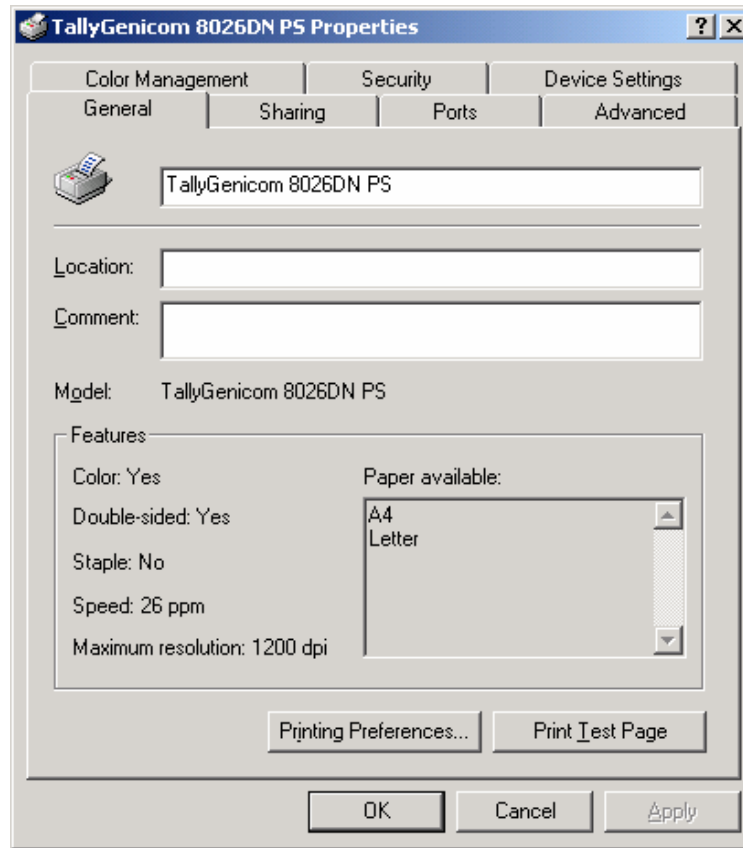 TallyGenicom 8026DN PS Properties
Color Management Security Device Settings
General Sharing Ports Advanced
TallyGenicom 8026DN PS
Location:
Comment:
Model: TallyGenicom 8026DN PS
Features
Color: Yes
Double-sided: Yes
Staple: No
Speed: 26 ppm
Maximum resolution: 1200 dpi
Paper available:
A4
Letter
Printing Preferences... Print Test Page
OK Cancel Apply